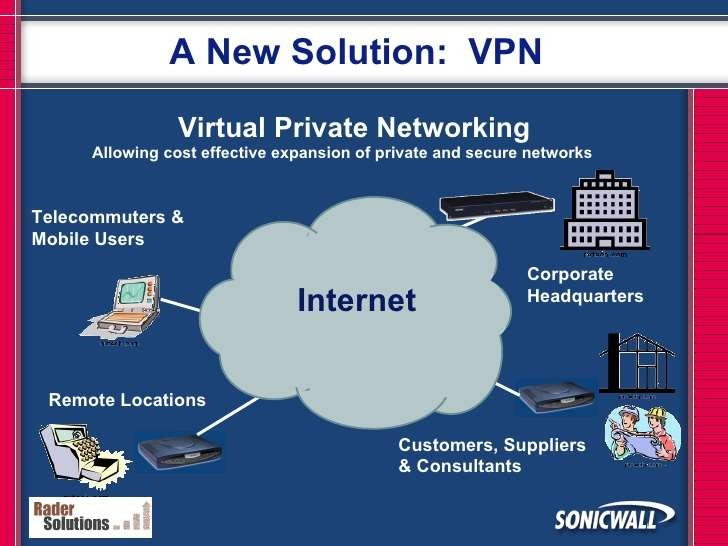 A New Solution: VPN
Virtual Private Networking
Allowing cost effective expansion of private and secure networks
Telecommuters &
Mobile Users
Internet
Corporate
Headquarters
Remote Locations
Customers, Suppliers
& Consultants
Rader
Solutions
SONICWALL